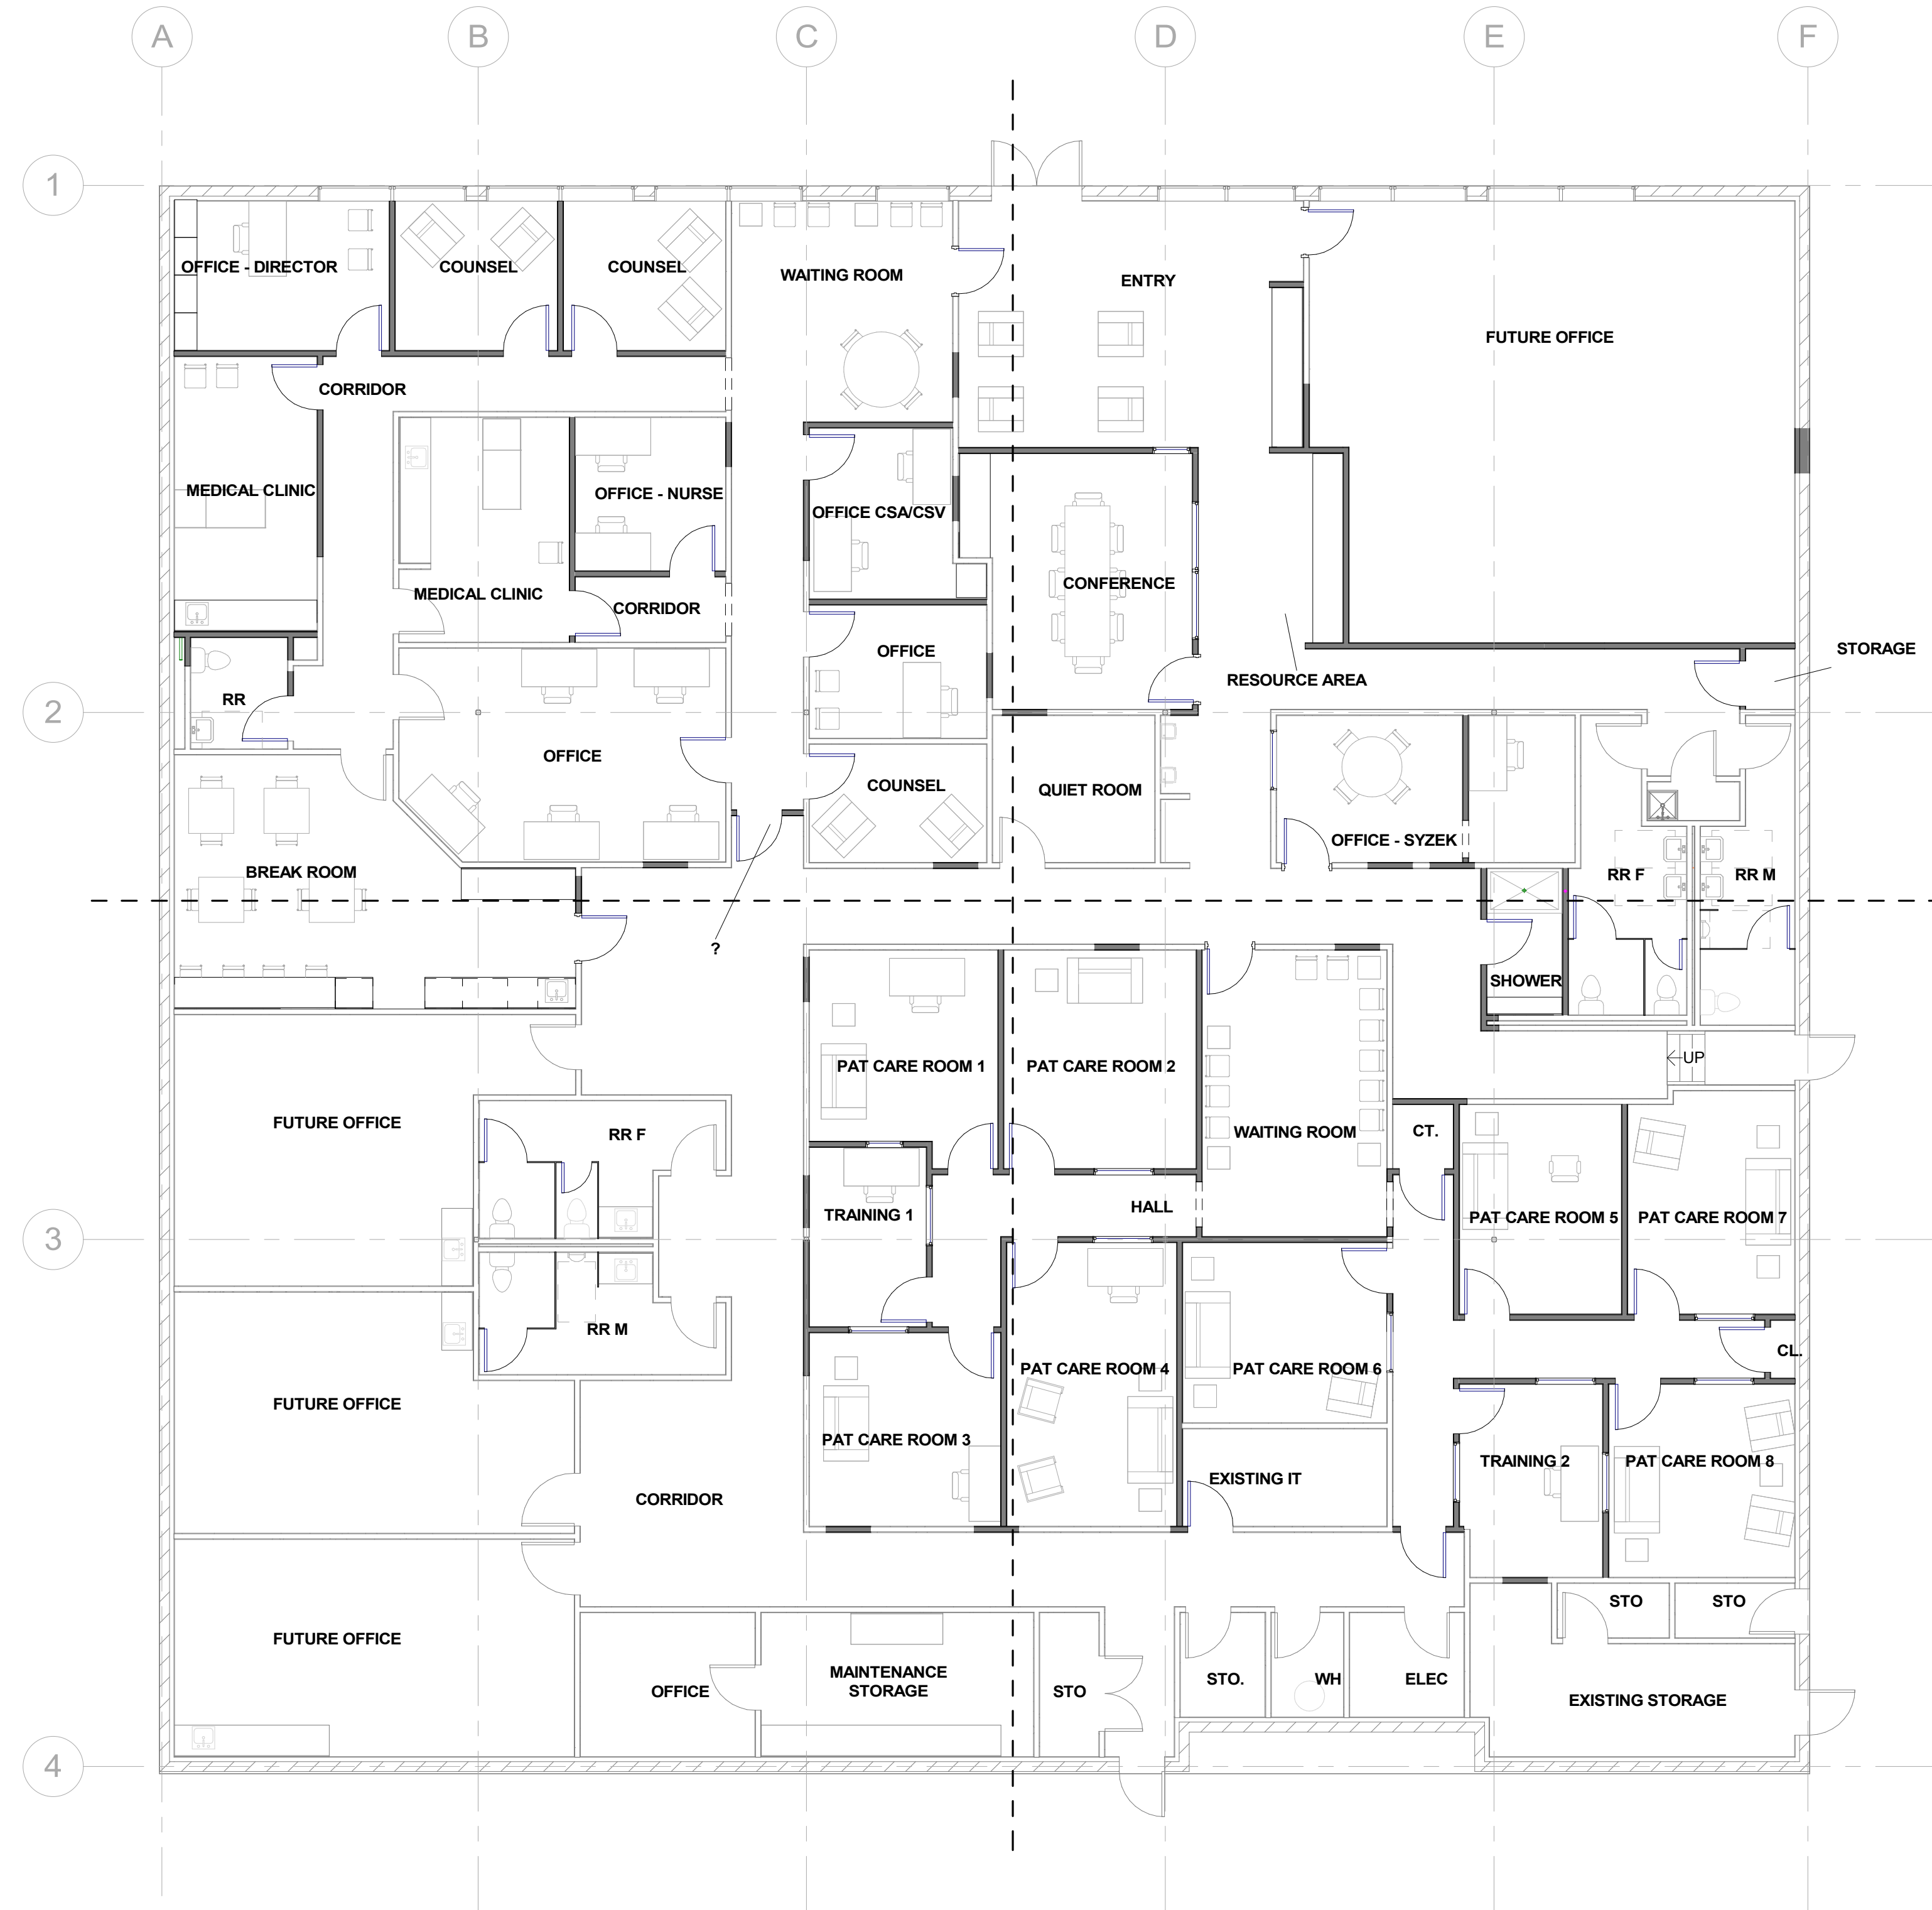 A
B
C
D
E
F
1
OFFICE - DIRECTOR
COUNSEL
COUNSEL
WAITING ROOM
ENTRY
FUTURE OFFICE
CORRIDOR
MEDICAL CLINIC
OFFICE - NURSE
OFFICE CSA/CSV
CONFERENCE
MEDICAL CLINIC
CORRIDOR
OFFICE
STORAGE
RESOURCE AREA
RR
2
OFFICE
COUNSEL
QUIET ROOM
OFFICE - SYZEK
BREAK ROOM
RR F
RR M
?
SHOWER
UP
PAT CARE ROOM 1
PAT CARE ROOM 2
FUTURE OFFICE
RR F
WAITING ROOM
CT.
HALL
TRAINING 1
PAT CARE ROOM 5
PAT CARE ROOM 7
3
RR M
CL.
PAT CARE ROOM 4
PAT CARE ROOM 6
FUTURE OFFICE
PAT CARE ROOM 3
TRAINING 2
PAT CARE ROOM 8
EXISTING IT
CORRIDOR
STO
STO
FUTURE OFFICE
OFFICE
MAINTENANCE
STORAGE
STO
STO.
WH
ELEC
EXISTING STORAGE
4